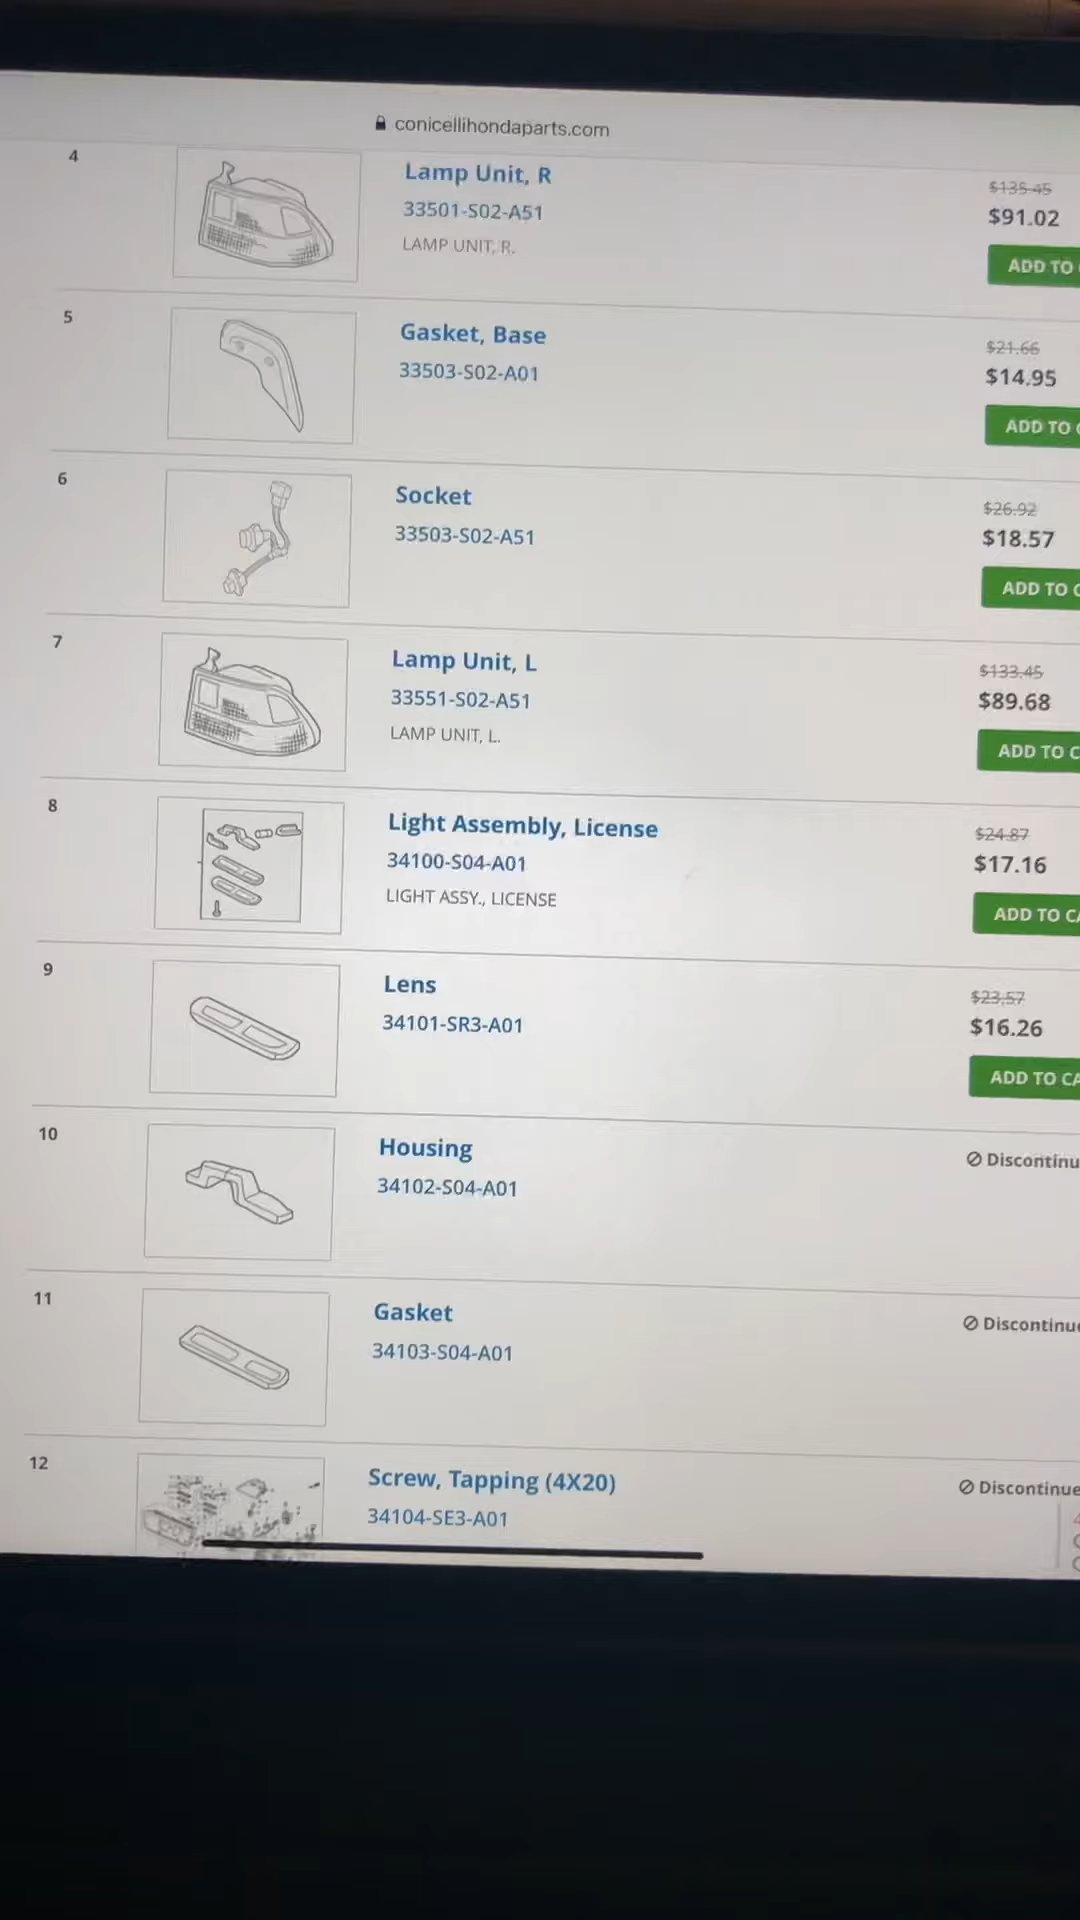 conicellihondaparts.com
4
Lamp Unit, R
33501-S02-A51
LAMP UNIT, R.
$135.45
$91.02
ADD TO
5
Gasket, Base
33503-S02-A01
$21.66
$14.95
ADD TO C
6
Socket
33503-S02-A51
$26.92
$18.57
ADD TO C
7
Lamp Unit, L
33551-S02-A51
LAMP UNIT, L.
$133.45
$89.68
ADD TO C
8
Light Assembly, License
34100-S04-A01
LIGHT ASSY., LICENSE
$24.87
$17.16
ADD TO CA
9
Lens
34101-SR3-A01
$23.57
$16.26
ADD TO CA
10
Housing
34102-S04-A01
Discontinu
11
Gasket
34103-S04-A01
Discontinue
12
Screw, Tapping (4X20)
34104-SE3-A01
Discontinue